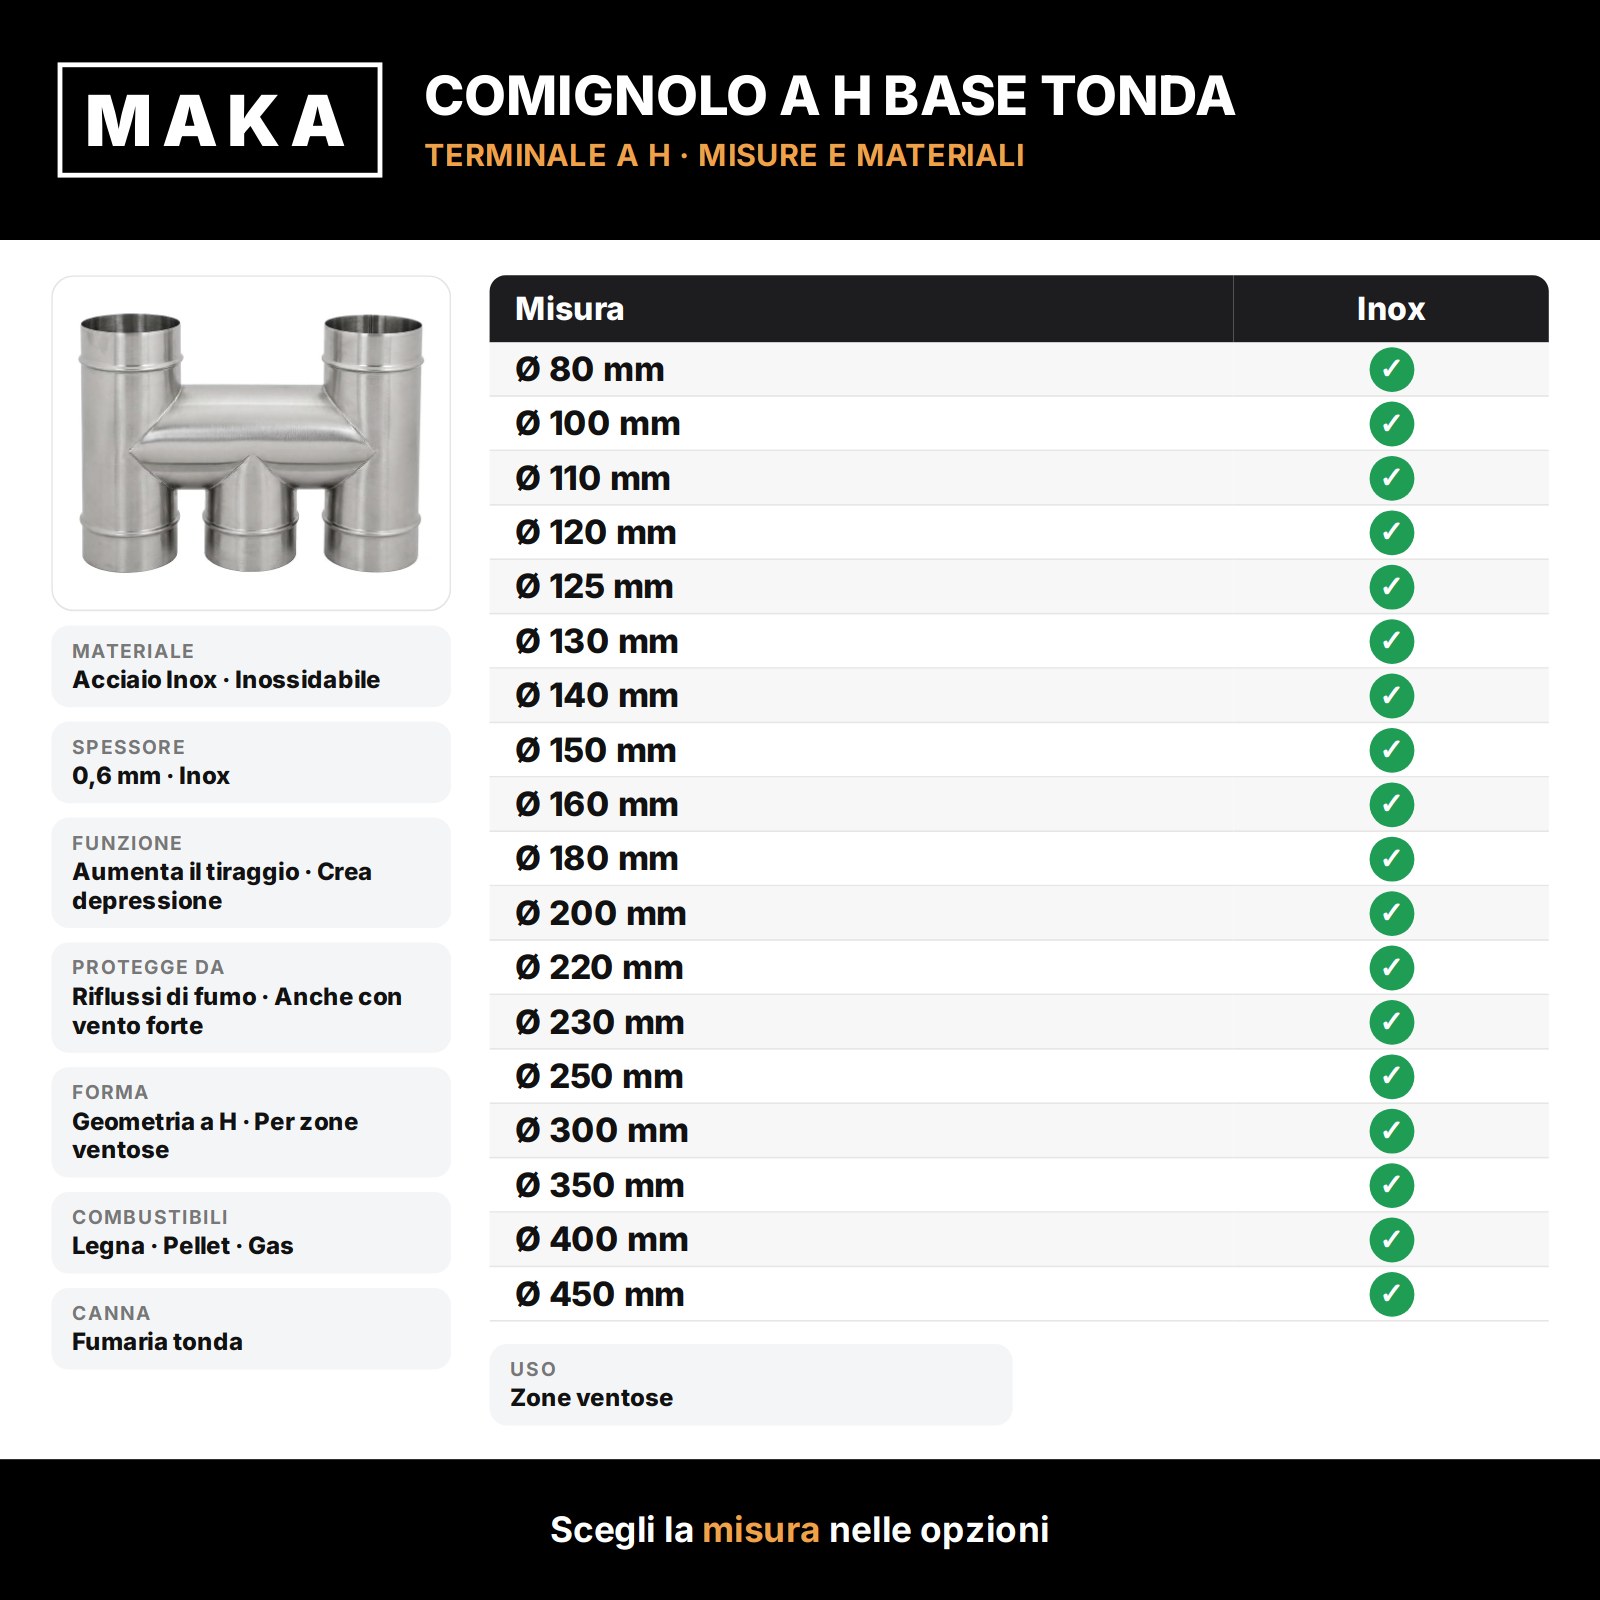 MAKA
COMIGNOLO A H BASE TONDA
TERMINALE A H · MISURE E MATERIALI
MATERIALE
Acciaio Inox · Inossidabile
SPESSORE
0,6 mm · Inox
FUNZIONE
Aumenta il tiraggio · Crea
depressione
PROTEGGE DA
Riflussi di fumo · Anche con
vento forte
FORMA
Geometria a H · Per zone
ventose
COMBUSTIBILI
Legna · Pellet · Gas
CANNA
Fumaria tonda
Misura Inox
Ø 80 mm ✓
Ø 100 mm ✓
Ø 110 mm ✓
Ø 120 mm ✓
Ø 125 mm ✓
Ø 130 mm ✓
Ø 140 mm ✓
Ø 150 mm ✓
Ø 160 mm ✓
Ø 180 mm ✓
Ø 200 mm ✓
Ø 220 mm ✓
Ø 230 mm ✓
Ø 250 mm ✓
Ø 300 mm ✓
Ø 350 mm ✓
Ø 400 mm ✓
Ø 450 mm ✓
USO
Zone ventose
Scegli la misura nelle opzioni